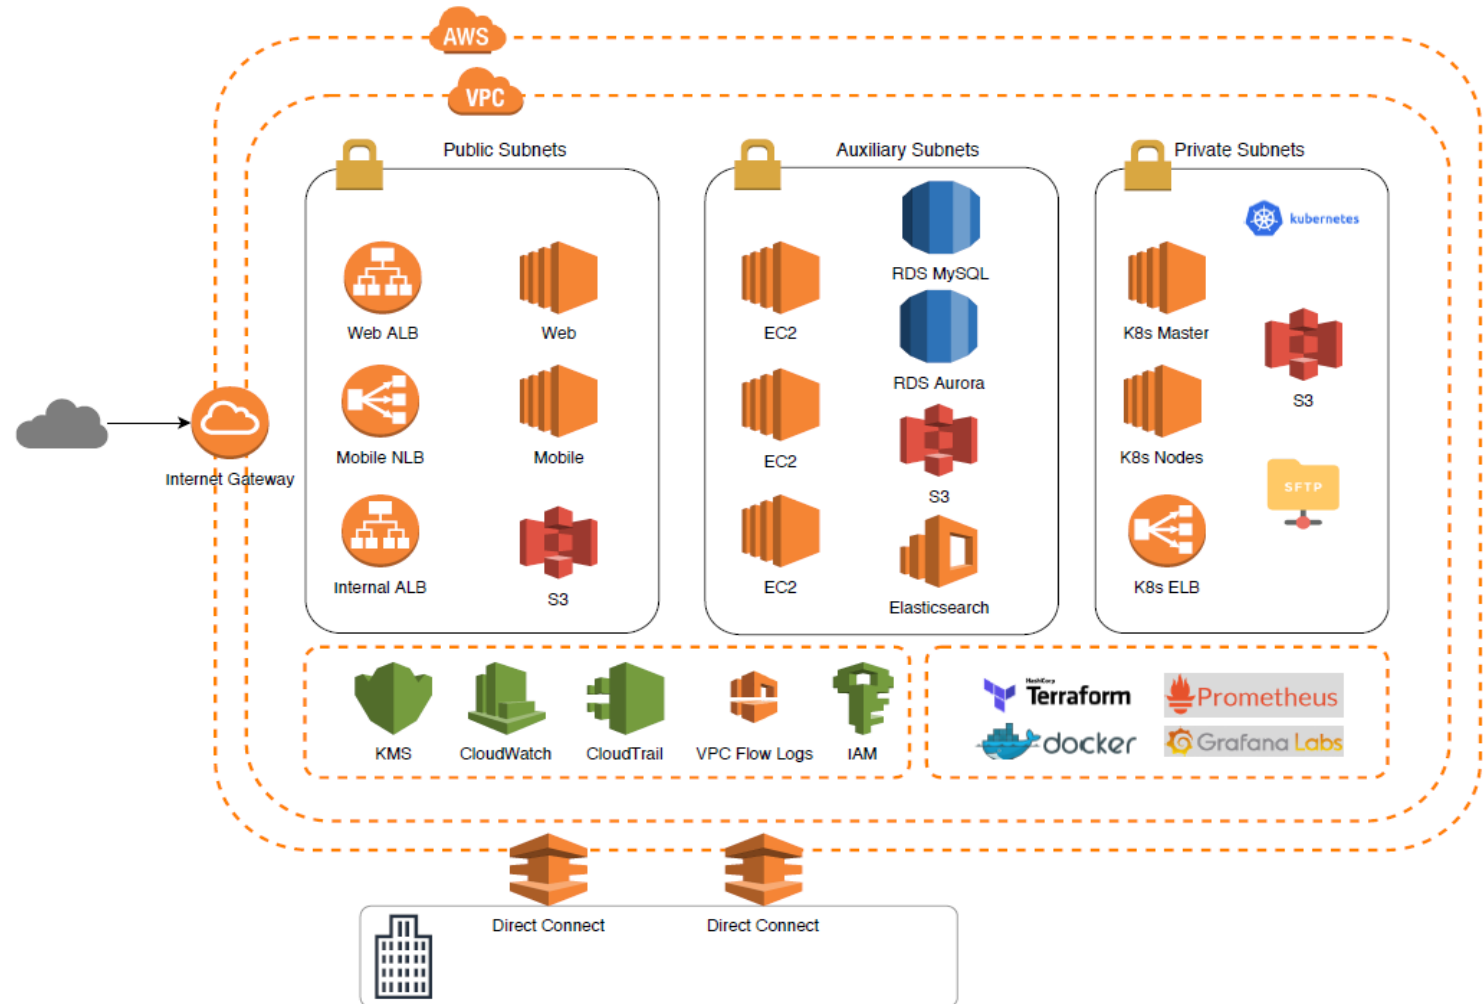 AWS
VPC
Public Subnets
Auxiliary Subnets
Private Subnets
kubernetes
RDS MySQL
Web ALB
Web
EC2
K8s Master
RDS Aurora
S3
Mobile NLB
Mobile
EC2
K8s Nodes
Internet Gateway
SFTP
S3
Internal ALB
S3
EC2
Elasticsearch
K8s ELB
HashiCorp
Terraform
Prometheus
docker
Grafana Labs
KMS
CloudWatch
CloudTrail
VPC Flow Logs
IAM
Direct Connect
Direct Connect